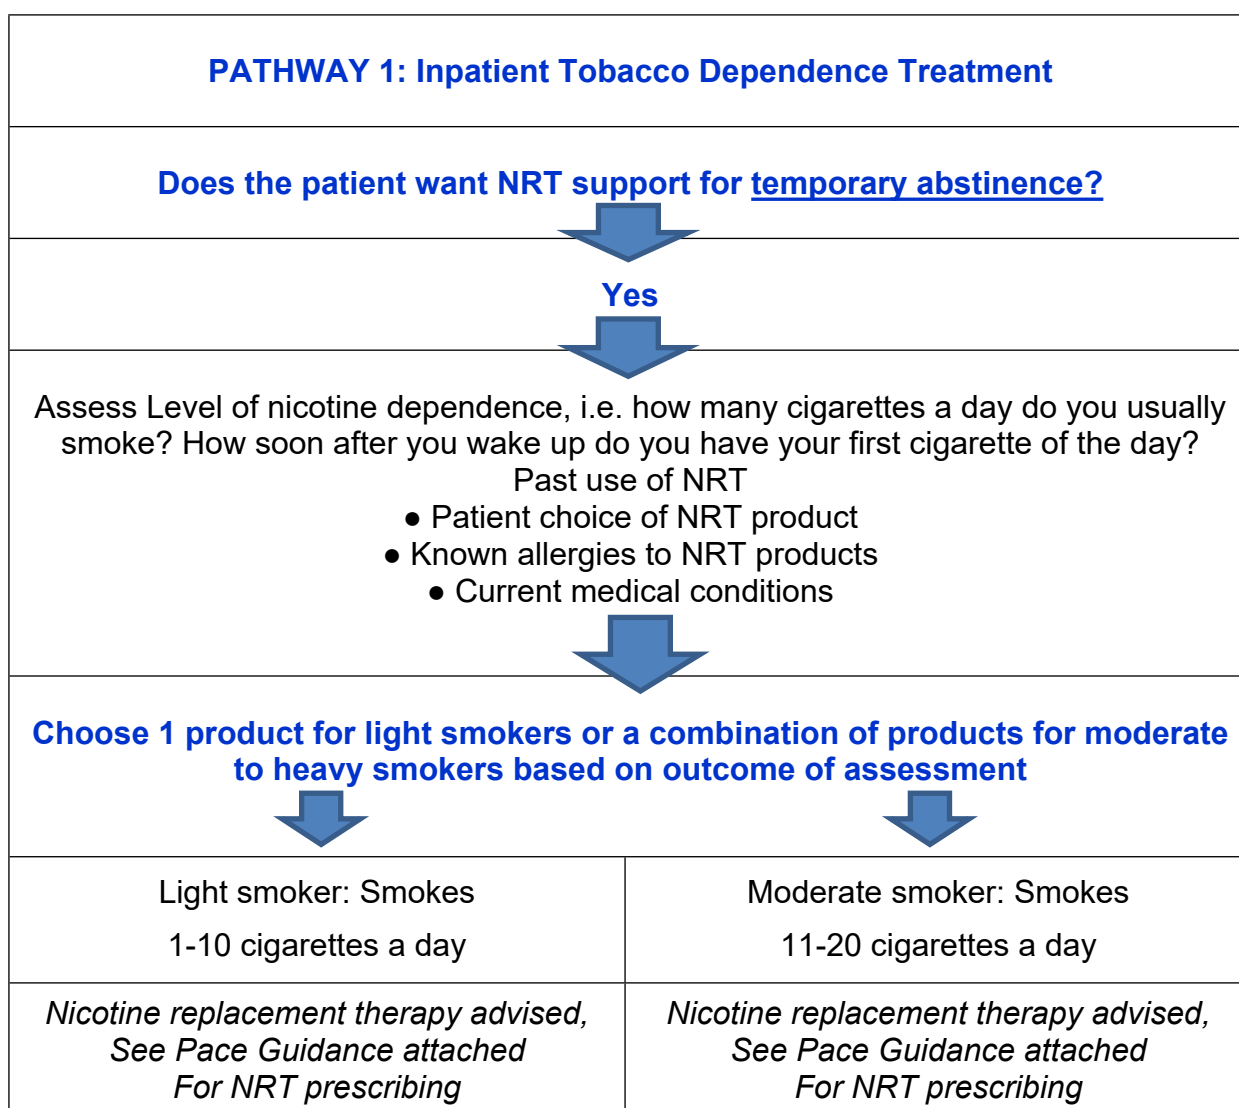 PATHWAY 1: Inpatient Tobacco Dependence Treatment
Does the patient want NRT support for temporary abstinence?
Yes
Assess Level of nicotine dependence, i.e. how many cigarettes a day do you usually
smoke? How soon after you wake up do you have your first cigarette of the day?
Past use of NRT
● Patient choice of NRT product
● Known allergies to NRT products
● Current medical conditions
Choose 1 product for light smokers or a combination of products for moderate
to heavy smokers based on outcome of assessment
Light smoker: Smokes
1-10 cigarettes a day
Moderate smoker: Smokes
11-20 cigarettes a day
Nicotine replacement therapy advised,
See Pace Guidance attached
For NRT prescribing
Nicotine replacement therapy advised,
See Pace Guidance attached
For NRT prescribing